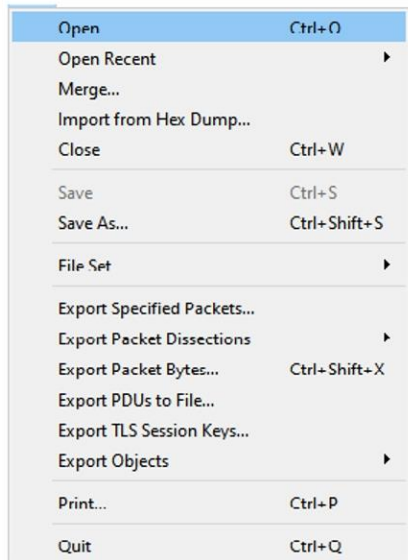 Open Ctrl+O
Open Recent
Merge...
Import from Hex Dump...
Close Ctrl+W
Save Ctrl+S
Save As... Ctrl+Shift+S
File Set
Export Specified Packets...
Export Packet Dissections
Export Packet Bytes... Ctrl+Shift+X
Export PDUs to File...
Export TLS Session Keys...
Export Objects
Print... Ctrl+P
Quit Ctrl+Q